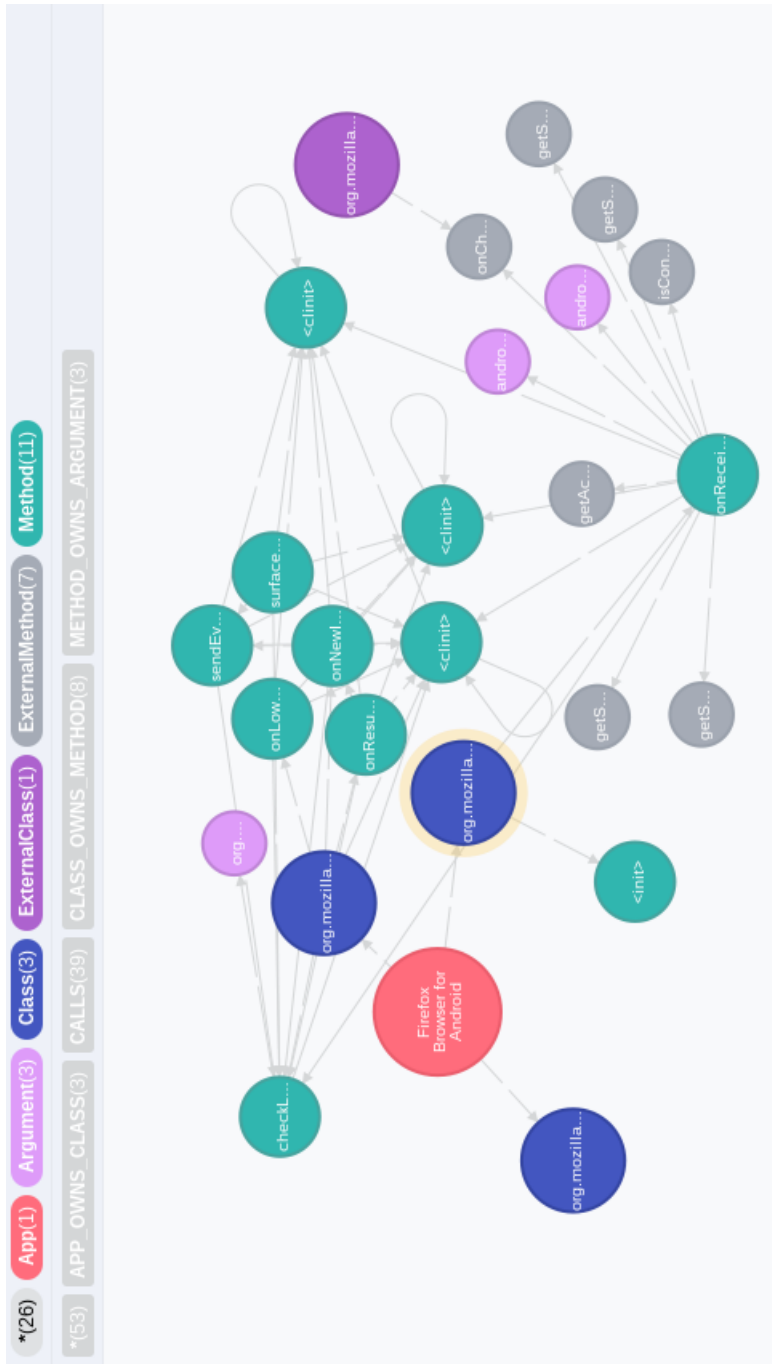 *(26)
App(1)
Argument(3)
Class(3)
ExternalClass(1)
ExternalMethod(7)
Method(11)
*(53)
APP_OWNS_CLASS(3)
CALLS(39)
CLASS_OWNS_METHOD(8)
METHOD_OWNS_ARGUMENT(3)
sendEv...
org....
checkL...
surface...
onLow...
<clinit>
onNewI...
org.mozilla...
org.mozilla...
onResu...
Firefox
Browser for
Android
<clinit>
<clinit>
org.mozilla...
onCh...
andro...
getS...
andro...
getAc...
org.mozilla...
getS...
getS...
<init>
isCon...
getS...
onRecei...